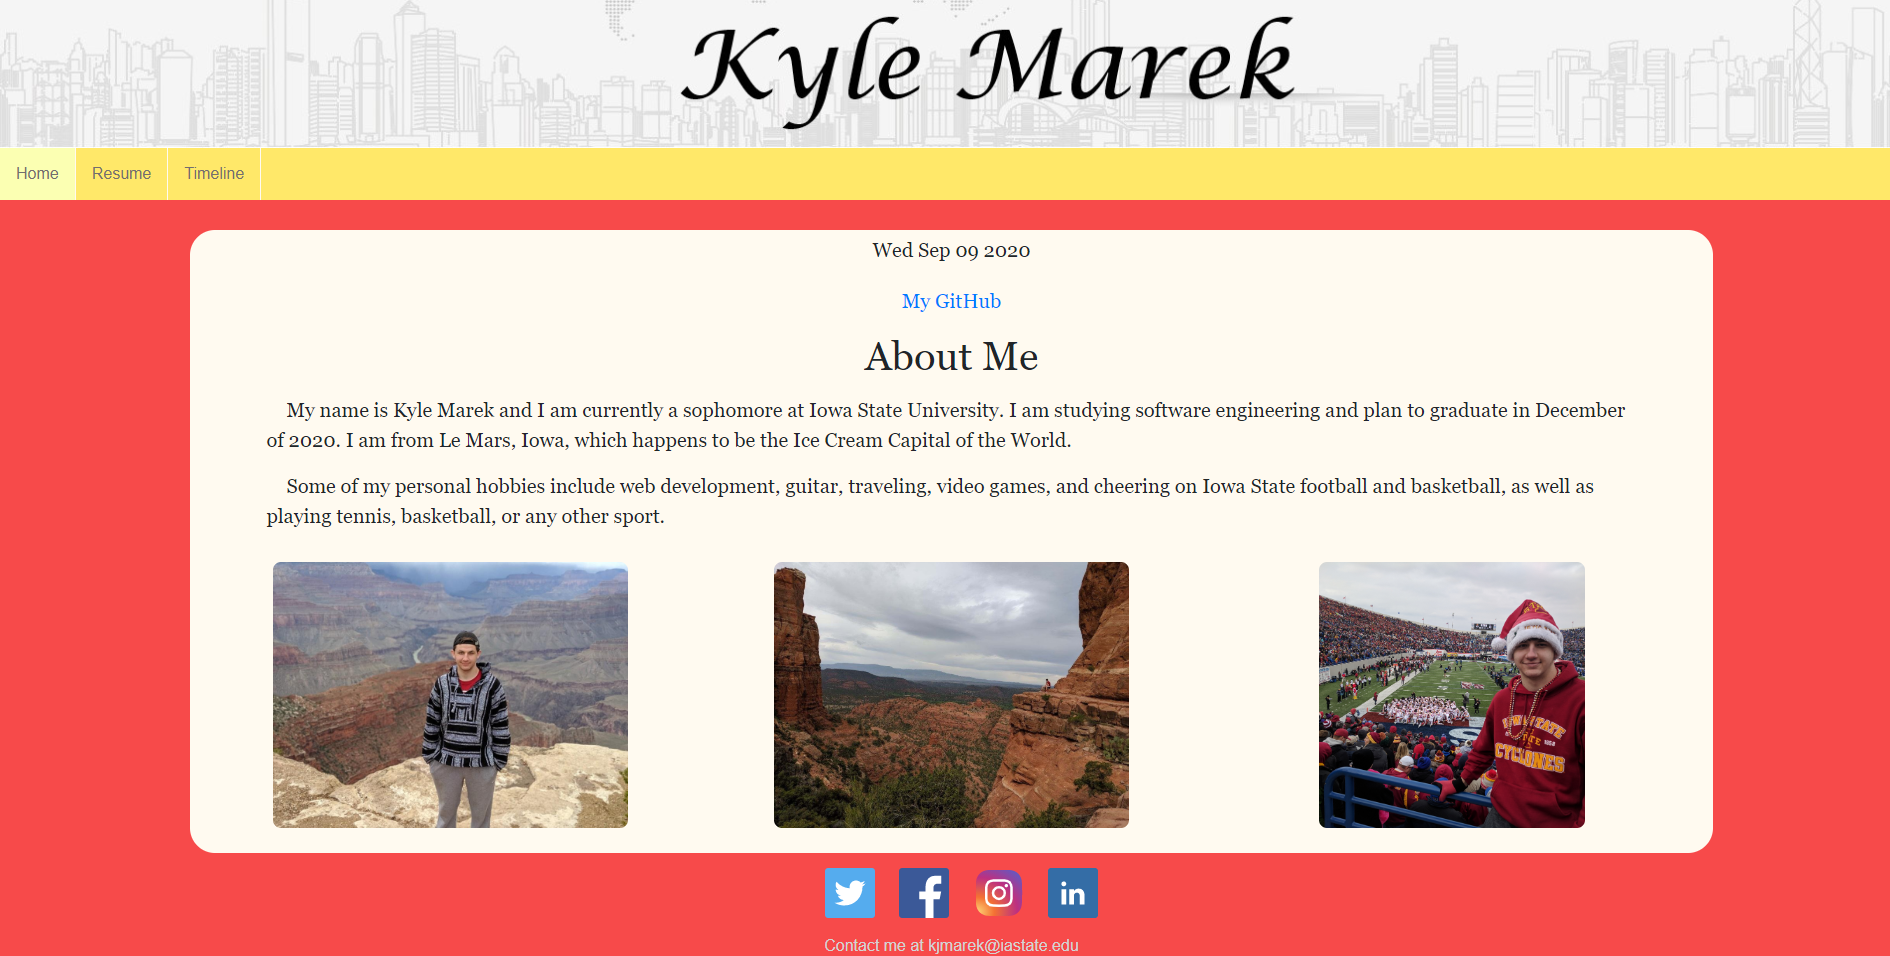 Kyle Marek
Home Resume Timeline
Wed Sep 09 2020
My GitHub
About Me
My name is Kyle Marek and I am currently a sophomore at Iowa State University. I am studying software engineering and plan to graduate in December
of 2020. I am from Le Mars, Iowa, which happens to be the Ice Cream Capital of the World.
Some of my personal hobbies include web development, guitar, traveling, video games, and cheering on Iowa State football and basketball, as well as
playing tennis, basketball, or any other sport.
IOWA STATE
CYCLONES
in
Contact me at kjmarek@iastate.edu